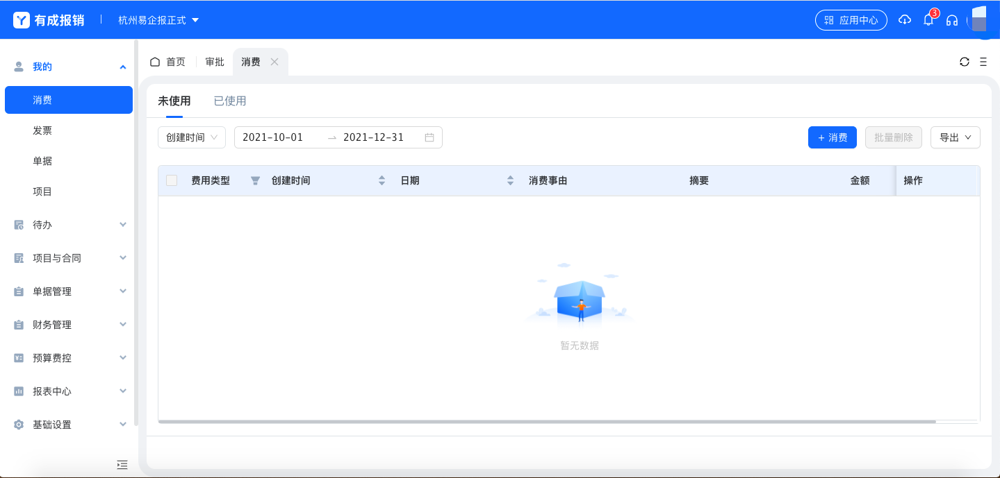 有成报销 杭州易企报正式 应用中心 3
我的
消费
发票
单据
项目
待办
项目与合同
单据管理
财务管理
预算费控
报表中心
基础设置
首页 审批 消费
未使用 已使用
创建时间 2021-10-01 → 2021-12-31 + 消费 批量删除 导出
费用类型 创建时间 日期 消费事由 摘要 金额 操作
暂无数据